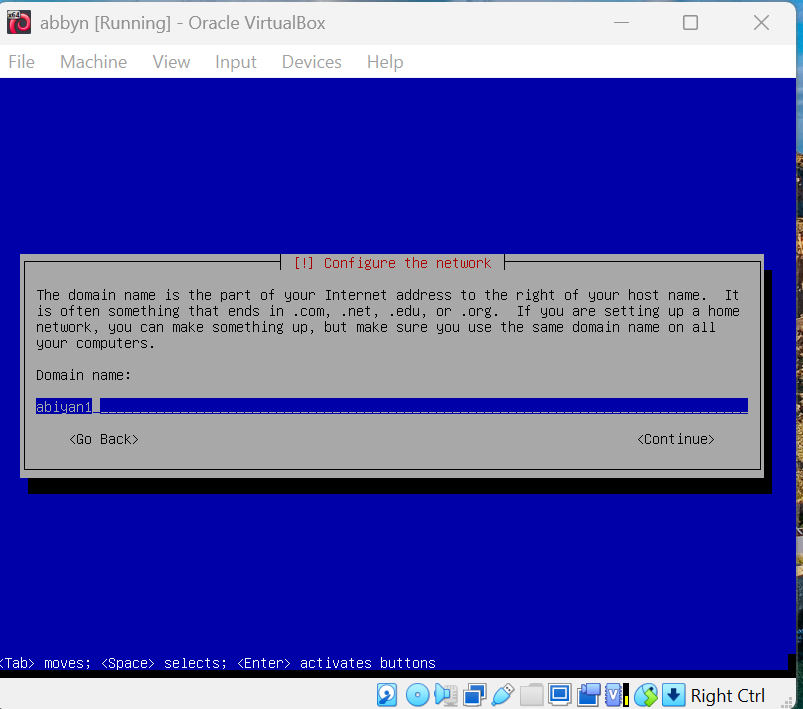 abbyn [Running] - Oracle VirtualBox
File Machine View Input Devices Help
[!] Configure the network
The domain name is the part of your Internet address to the right of your host name.  It
is often something that ends in .com, .net, .edu, or .org.  If you are setting up a home
network, you can make something up, but make sure you use the same domain name on all
your computers.
Domain name:
abiyan1
<Go Back> <Continue>
<Tab> moves; <Space> selects; <Enter> activates buttons
Right Ctrl